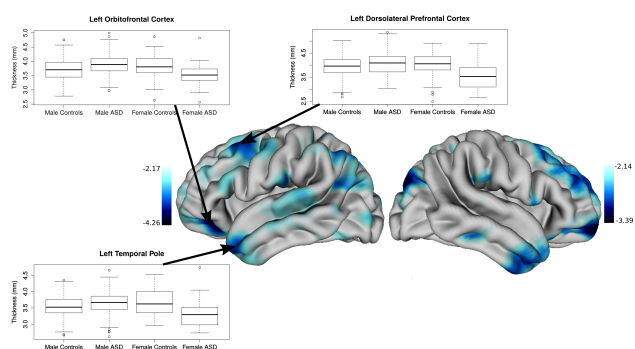 Left Orbitofrontal Cortex
Thickness (mm)
5.0
4.5
4.0
3.5
3.0
2.5
Male Controls Male ASD Female Controls Female ASD
Left Dorsolateral Prefrontal Cortex
Thickness (mm)
4.5
3.5
2.5
Male Controls Male ASD Female Controls Female ASD
-2.17
-4.26
-2.14
-3.39
Left Temporal Pole
Thickness (mm)
4.5
4.0
3.5
3.0
Male Controls Male ASD Female Controls Female ASD